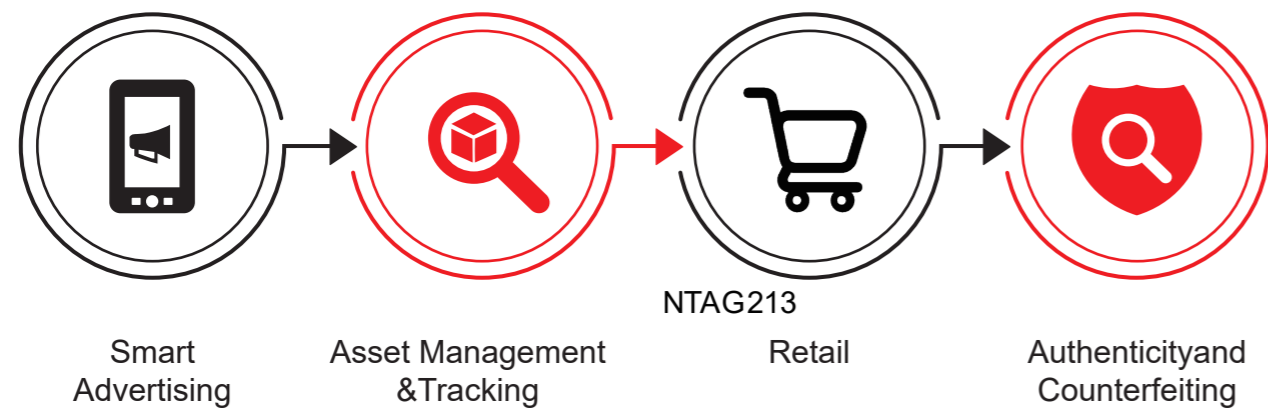 NTAG213
Smart
Advertising
Asset Management
&Tracking
Retail
Authenticityand
Counterfeiting